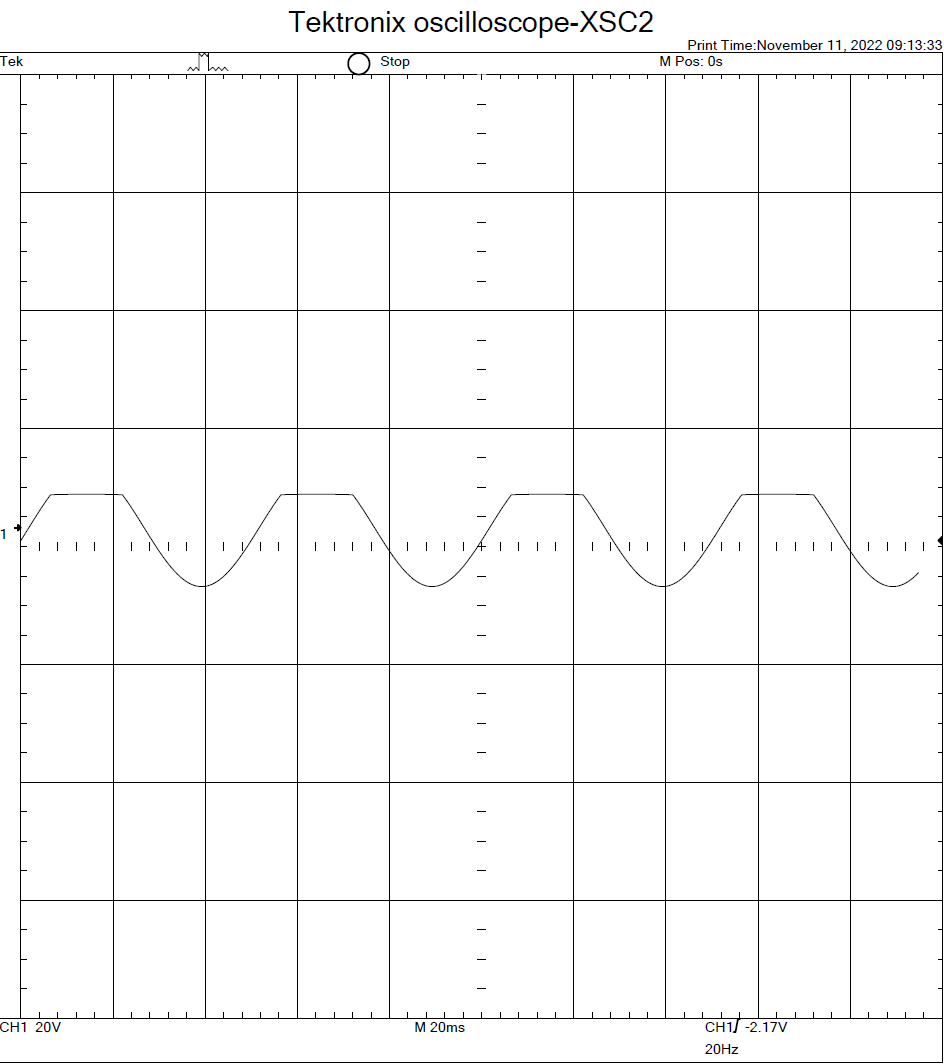 Tektronix oscilloscope-XSC2
Print Time:November 11, 2022 09:13:33
Tek Stop M Pos: 0s
1
CH1 20V M 20ms CH1 -2.17V
20Hz